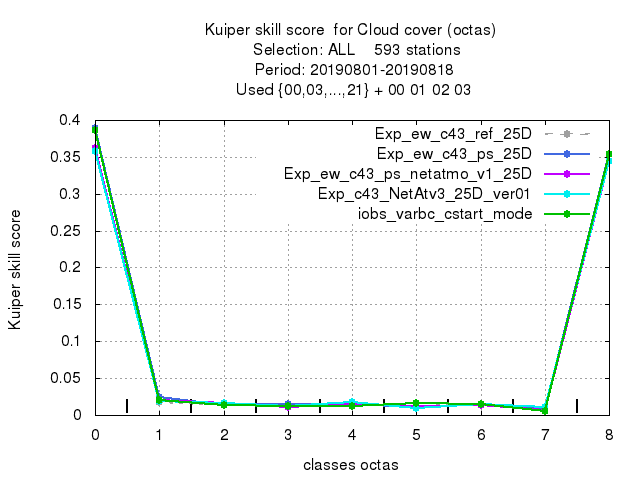 Kuiper skill score for Cloud cover (octas)
Selection: ALL 593 stations
Period: 20190801-20190818
Used {00,03,...,21} + 00 01 02 03
Exp_ew_c43_ref_25D
Exp_ew_c43_ps_25D
Exp_ew_c43_ps_netatmo_v1_25D
Exp_c43_NetAtv3_25D_ver01
iobs_varbc_cstart_mode
Kuiper skill score
0.4
0.35
0.3
0.25
0.2
0.15
0.1
0.05
0
0 1 2 3 4 5 6 7 8
classes octas